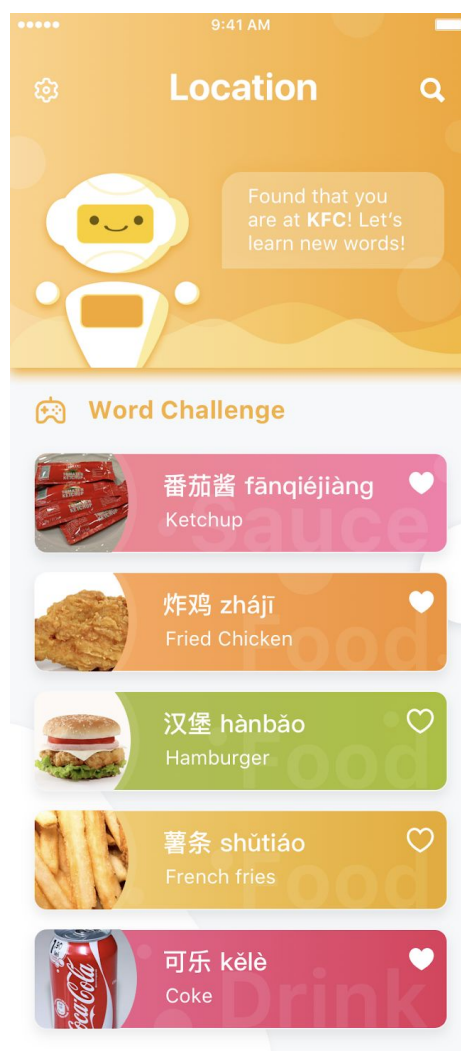 9:41 AM
Location
Found that you
are at KFC! Let's
learn new words!
Word Challenge
番茄酱 fānqiéjiàng
Ketchup
Sauce
炸鸡 zhájī
Fried Chicken
Food
汉堡 hànbǎo
Hamburger
Food
薯条 shǔtiáo
French fries
Food
可乐 kělè
Coke
Drink
Coca-Cola